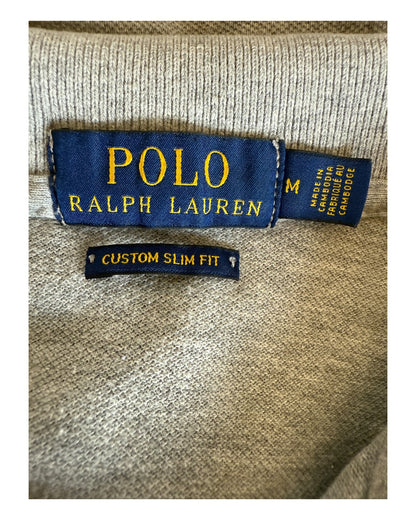 POLO
RALPH LAUREN
M
MADE IN
CAMBODIA
FABRIQUÉ AU
CAMBODGE
CUSTOM SLIM FIT